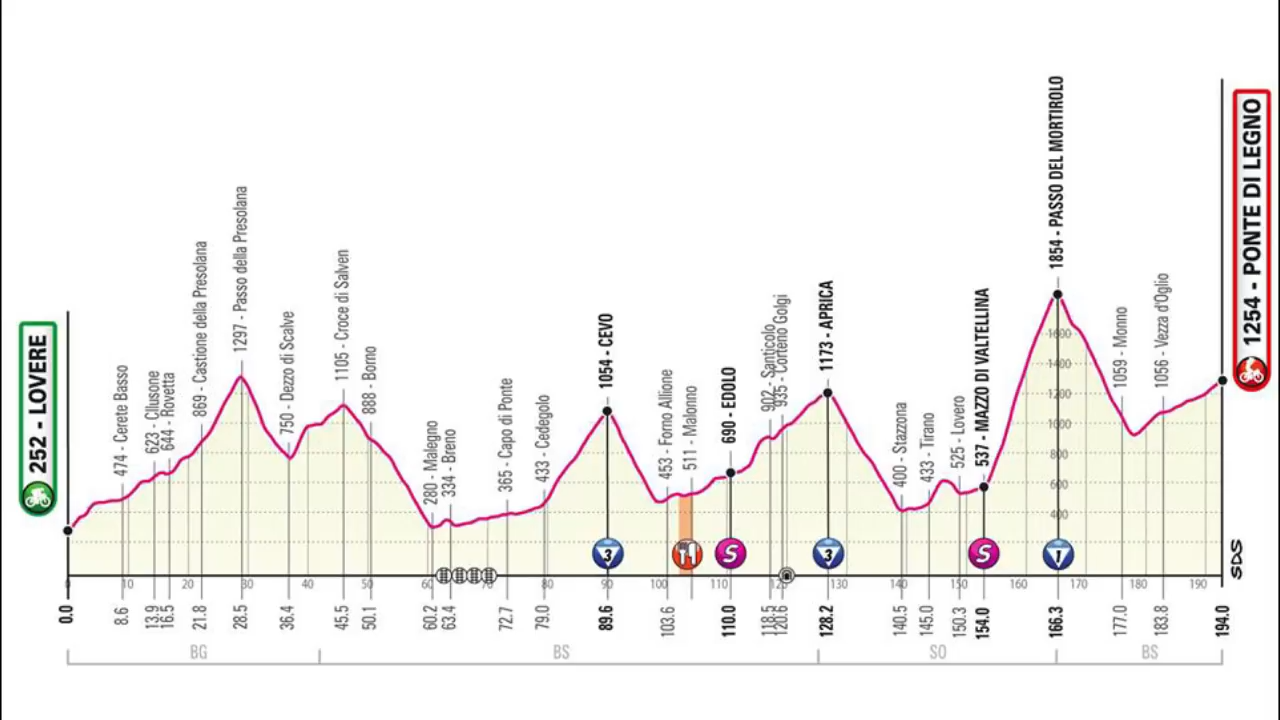 252 - LOVERE
474 - Cerete Basso
623 - Clusone
644 - Rovetta
869 - Castione della Presolana
1297 - Passo della Presolana
750 - Dezzo di Scalve
1105 - Croce di Salven
888 - Borno
280 - Malegno
334 - Breno
365 - Capo di Ponte
433 - Cedegolo
1054 - CEVO
453 - Forno Allione
511 - Malonno
690 - EDOLO
902 - Santicolo
935 - Corteno Golgi
1173 - APRICA
400 - Stazzona
433 - Tirano
525 - Lovero
537 - MAZZO DI VALTELLINA
1854 - PASSO DEL MORTIROLO
1059 - Monno
1056 - Vezza d'Oglio
1254 - PONTE DI LEGNO
1600
1400
1200
1000
800
600
400
3
S
3
S
1
SDS
0 10 20 30 40 50 60 70 80 90 100 110 120 130 140 150 160 170 180 190
0.0
8.6
13.9
16.5
21.8
28.5
36.4
45.5
50.1
60.2
63.4
72.7
79.0
89.6
103.6
110.0
118.5
120.6
128.2
140.5
145.0
150.3
154.0
166.3
177.0
183.8
194.0
BG BS SO BS